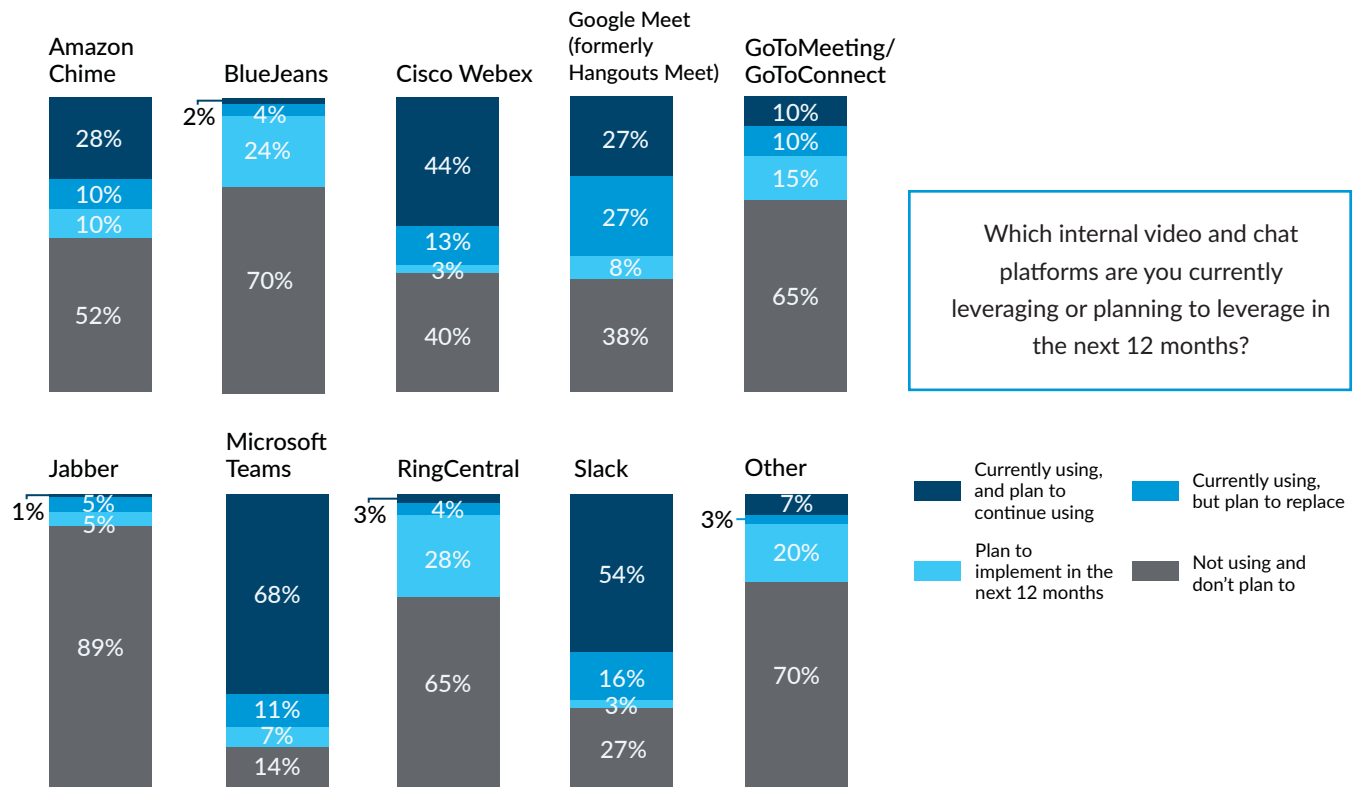 Amazon
Chime
28%
10%
10%
52%
BlueJeans
2%
4%
24%
70%
Cisco Webex
44%
13%
3%
40%
Google Meet
(formerly
Hangouts Meet)
27%
27%
8%
38%
GoToMeeting/
GoToConnect
10%
10%
15%
65%
Which internal video and chat
platforms are you currently
leveraging or planning to leverage in
the next 12 months?
Jabber
1%
5%
5%
89%
Microsoft
Teams
68%
11%
7%
14%
RingCentral
3%
4%
28%
65%
Slack
54%
16%
3%
27%
Other
7%
3%
20%
70%
Currently using,
and plan to
continue using
Currently using,
but plan to replace
Plan to
implement in the
next 12 months
Not using and
don’t plan to